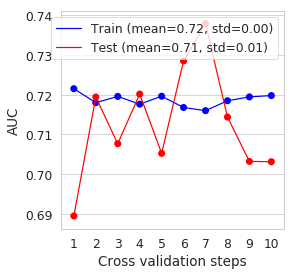 0.74
0.73
0.72
0.71
0.70
0.69
AUC
Train (mean=0.72, std=0.00)
Test (mean=0.71, std=0.01)
1 2 3 4 5 6 7 8 9 10
Cross validation steps